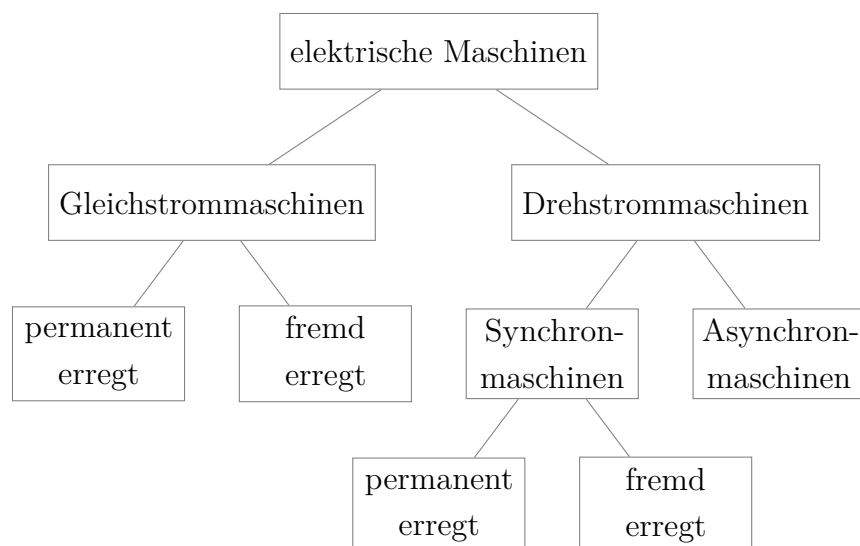 elektrische Maschinen
Gleichstrommaschinen
Drehstrommaschinen
permanent
erregt
fremd
erregt
Synchron-
maschinen
Asynchron-
maschinen
permanent
erregt
fremd
erregt